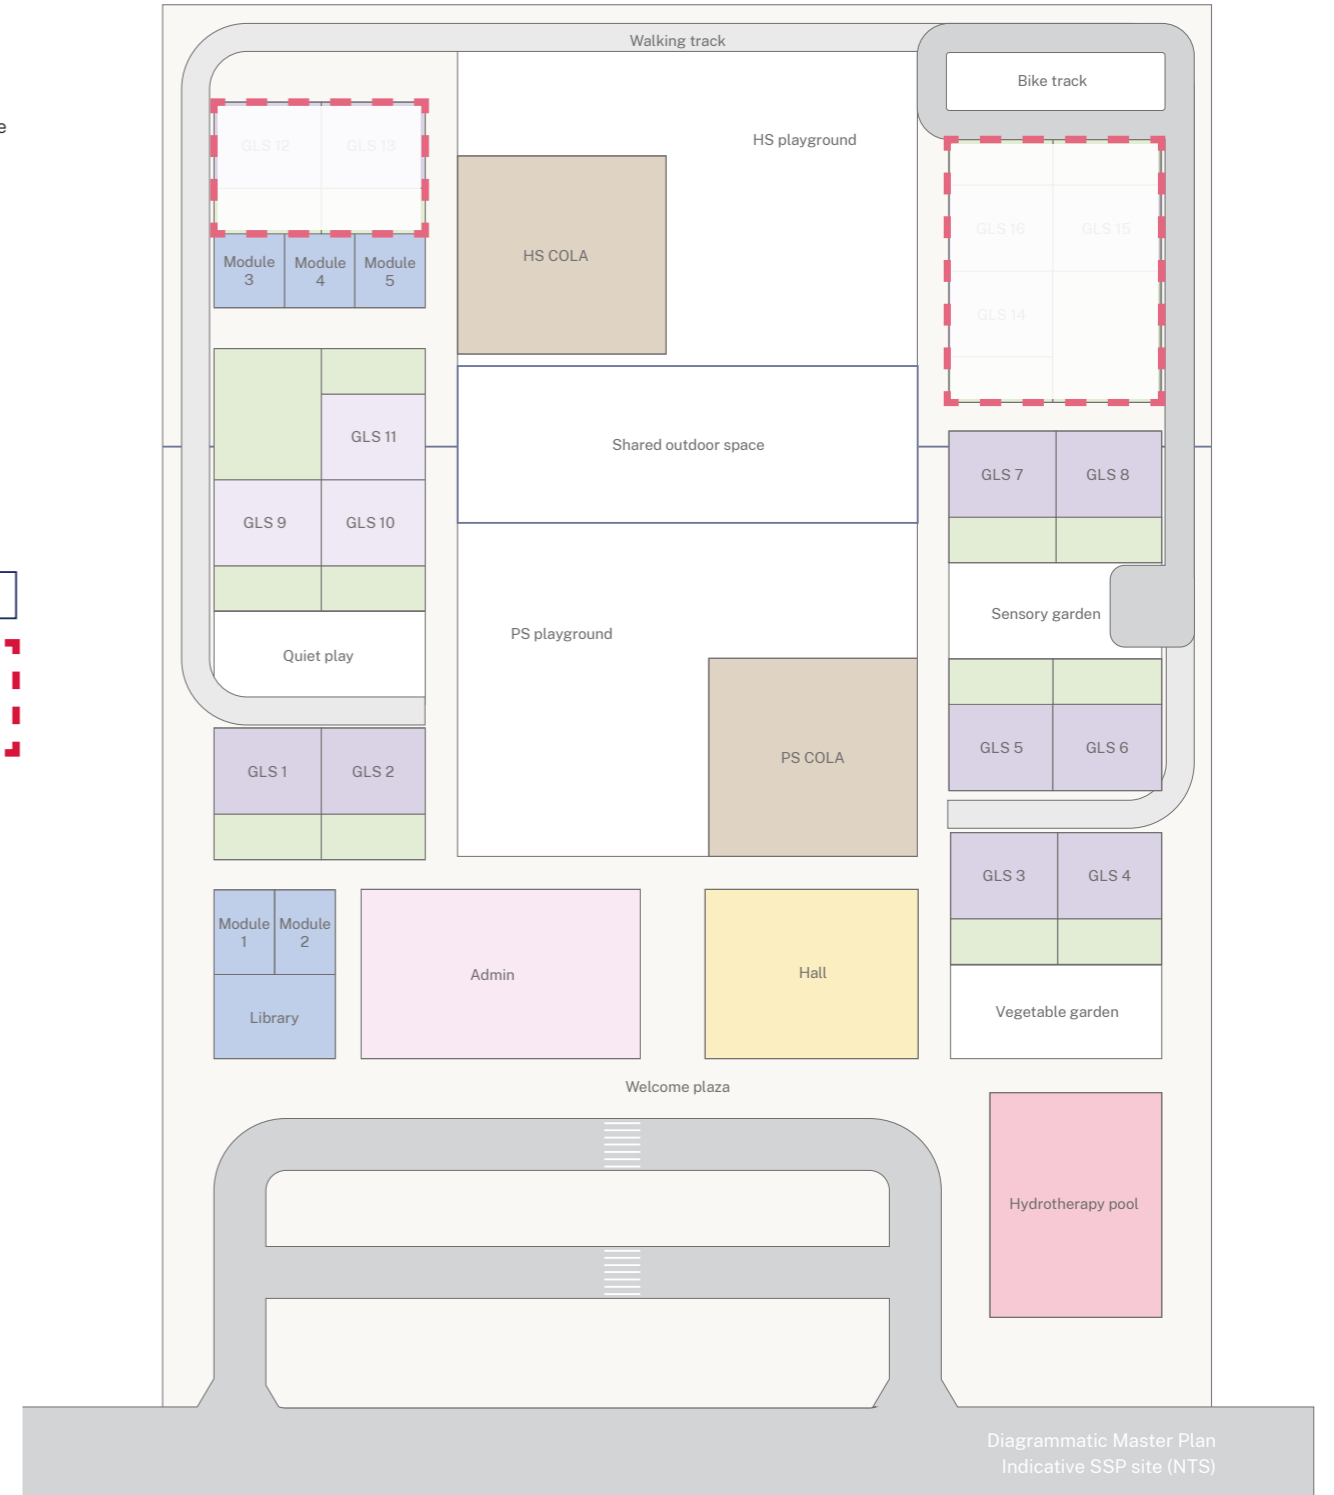 Walking track
Bike track
e
HS playground
GLS 12
GLS 13
GLS 16
GLS 15
HS COLA
Module
3
Module
4
Module
5
GLS 14
GLS 11
Shared outdoor space
GLS 7
GLS 8
GLS 9
GLS 10
Sensory garden
PS playground
Quiet play
GLS 5
GLS 6
PS COLA
GLS 1
GLS 2
GLS 3
GLS 4
Module
1
Module
2
Admin
Hall
Library
Vegetable garden
Welcome plaza
Hydrotherapy pool
Diagrammatic Master Plan
Indicative SSP site (NTS)